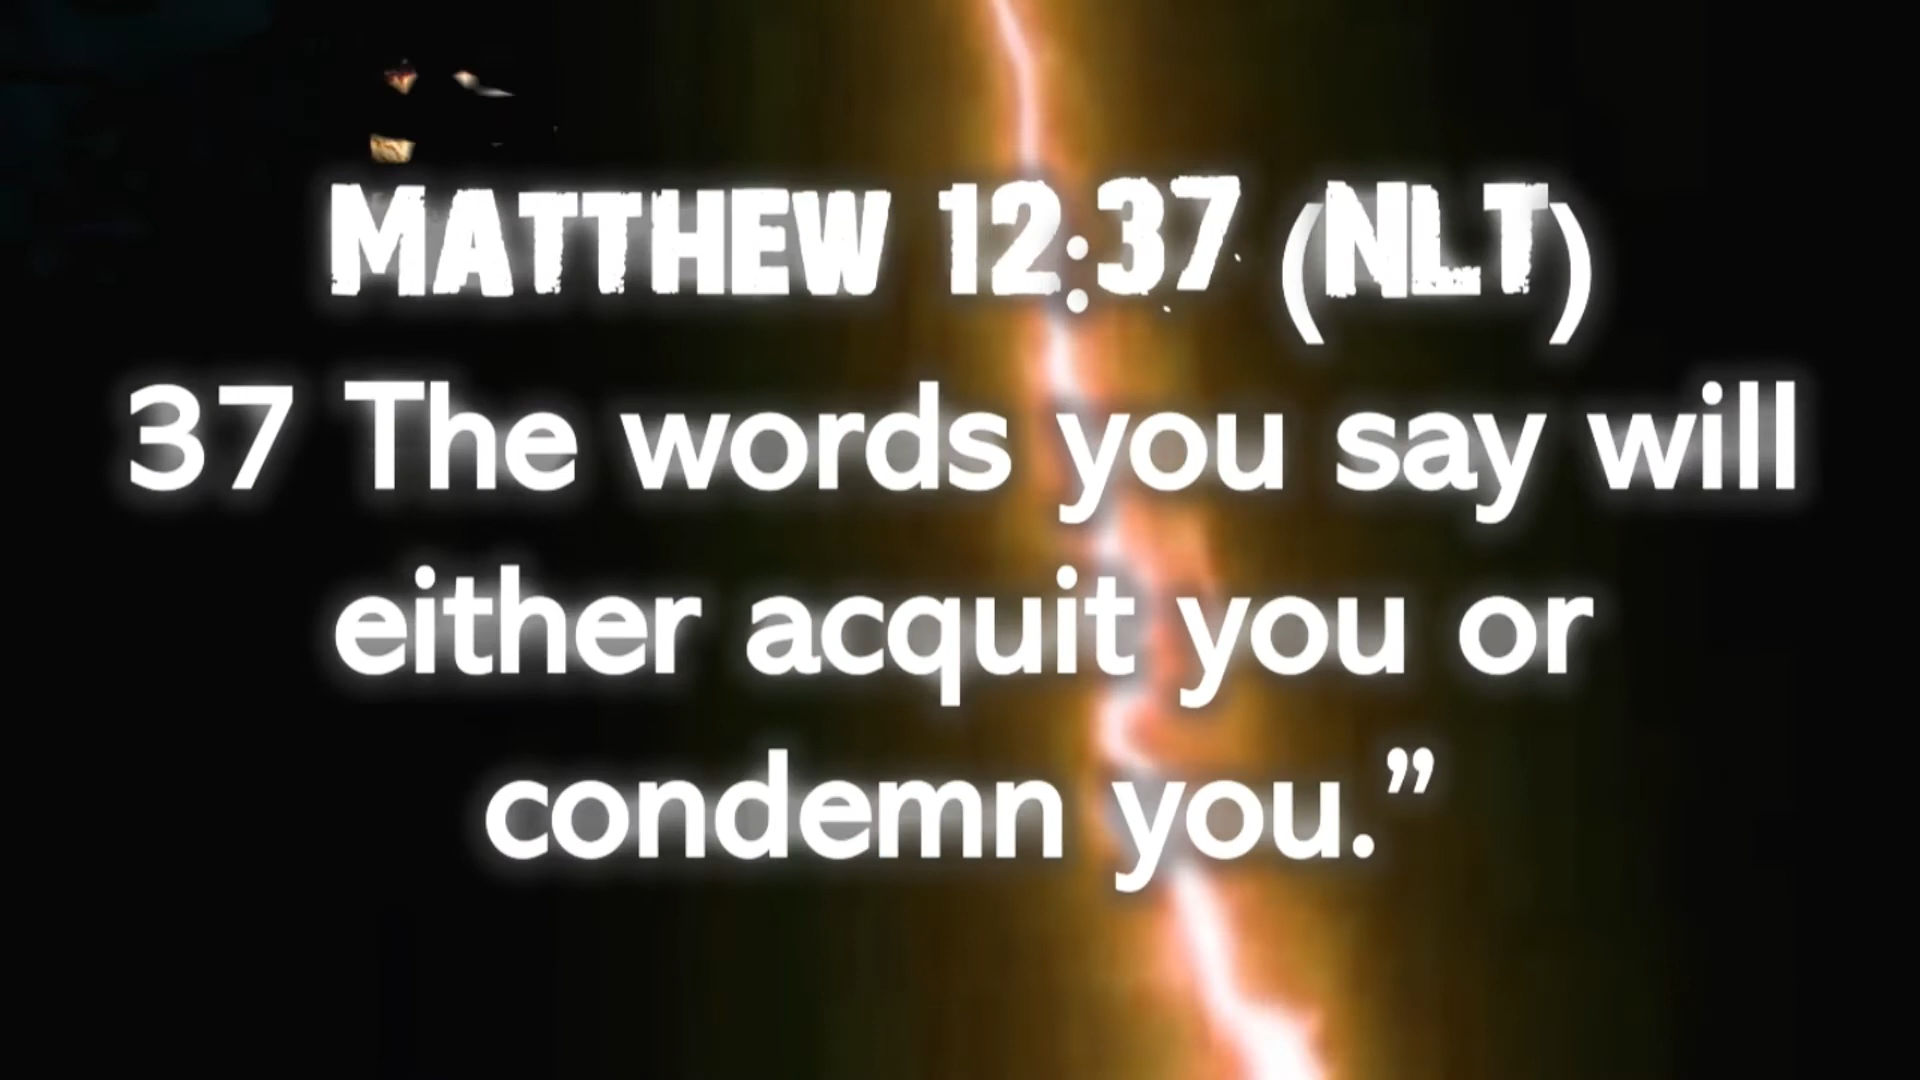 MATTHEW 12:37 (NLT)
37 The words you say will
either acquit you or
condemn you.”